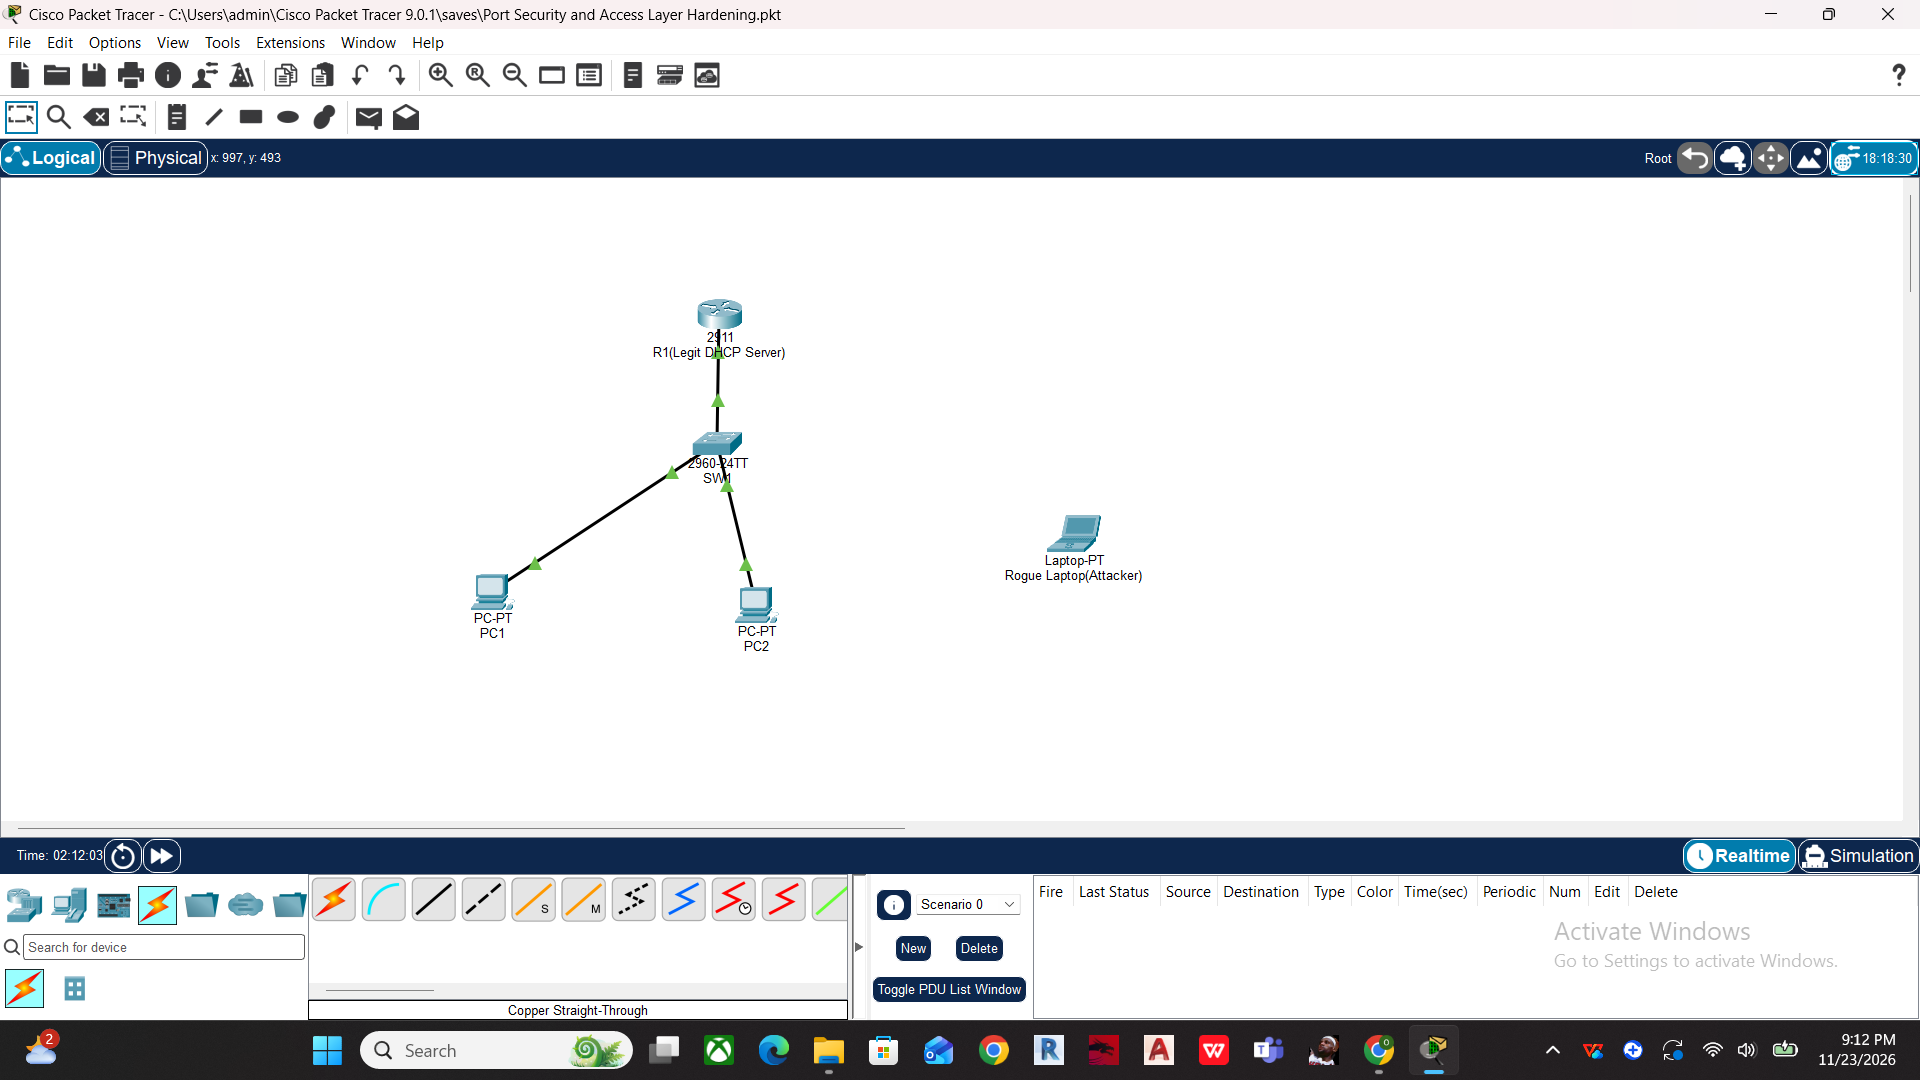 Cisco Packet Tracer - C:\Users\admin\Cisco Packet Tracer 9.0.1\saves\Port Security and Access Layer Hardening.pkt
File Edit Options View Tools Extensions Window Help
?
Logical Physical x: 997, y: 493 Root 18:18:30
2911
R1(Legit DHCP Server)
2960-24TT
SW1
Laptop-PT
Rogue Laptop(Attacker)
PC-PT
PC1
PC-PT
PC2
Time: 02:12:03 Realtime Simulation
S M
Search for device
Copper Straight-Through
Scenario 0
New Delete
Toggle PDU List Window
Fire Last Status Source Destination Type Color Time(sec) Periodic Num Edit Delete
Activate Windows
Go to Settings to activate Windows.
2
Search
9:12 PM
11/23/2026